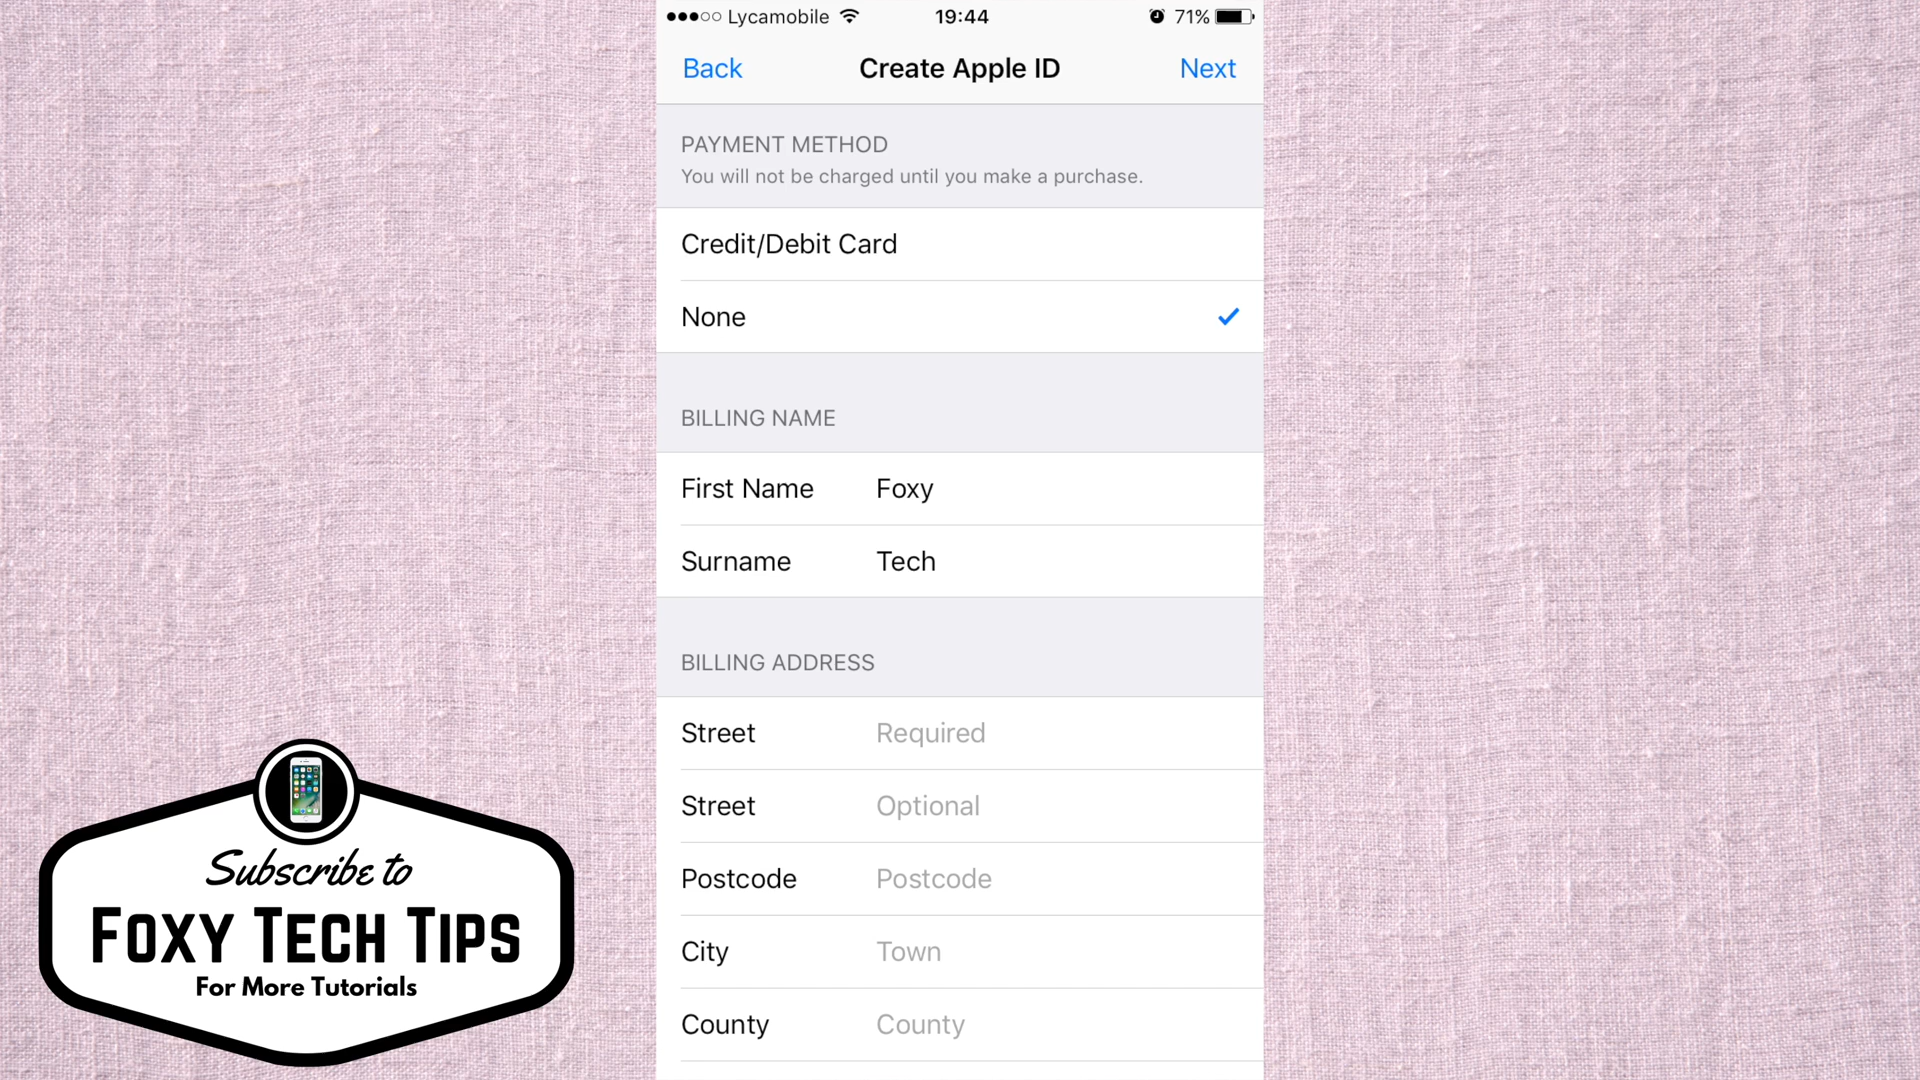 Lycamobile 19:44 71%
Back Create Apple ID Next
PAYMENT METHOD
You will not be charged until you make a purchase.
Credit/Debit Card
None
BILLING NAME
First Name Foxy
Surname Tech
BILLING ADDRESS
Street Required
Street Optional
Postcode Postcode
City Town
County County
Subscribe to
FOXY TECH TIPS
For More Tutorials